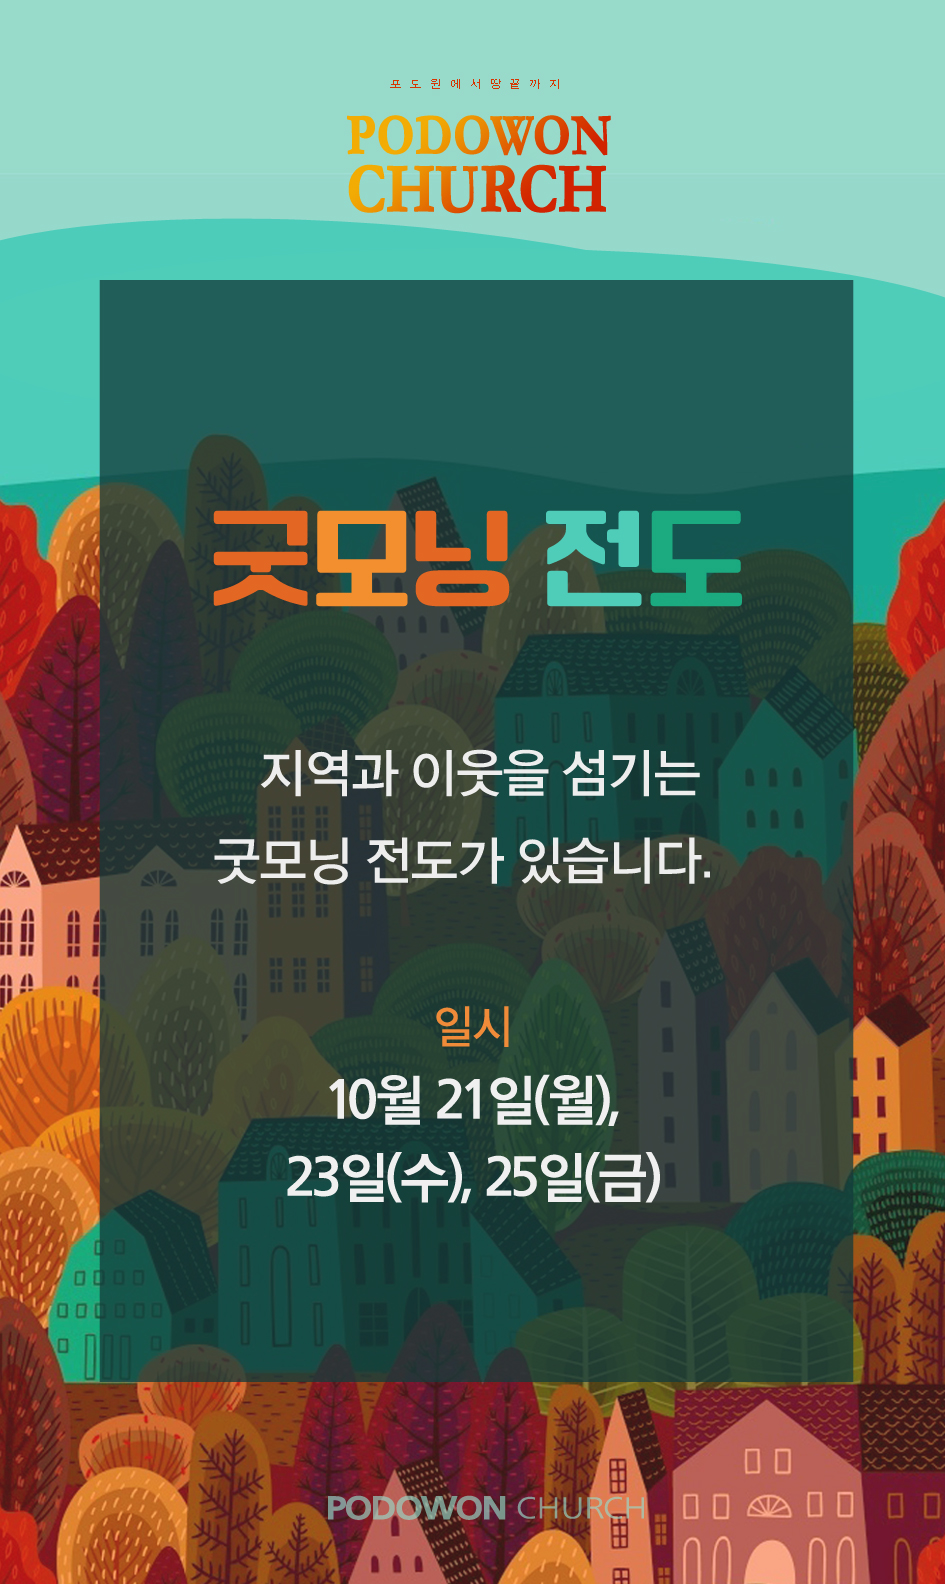 포도원에서땅끝까지
PODOWON
CHURCH
굿모닝 전도
지역과 이웃을 섬기는
굿모닝 전도가 있습니다.
일시
10월 21일(월),
23일(수), 25일(금)
PODOWON CHURCH